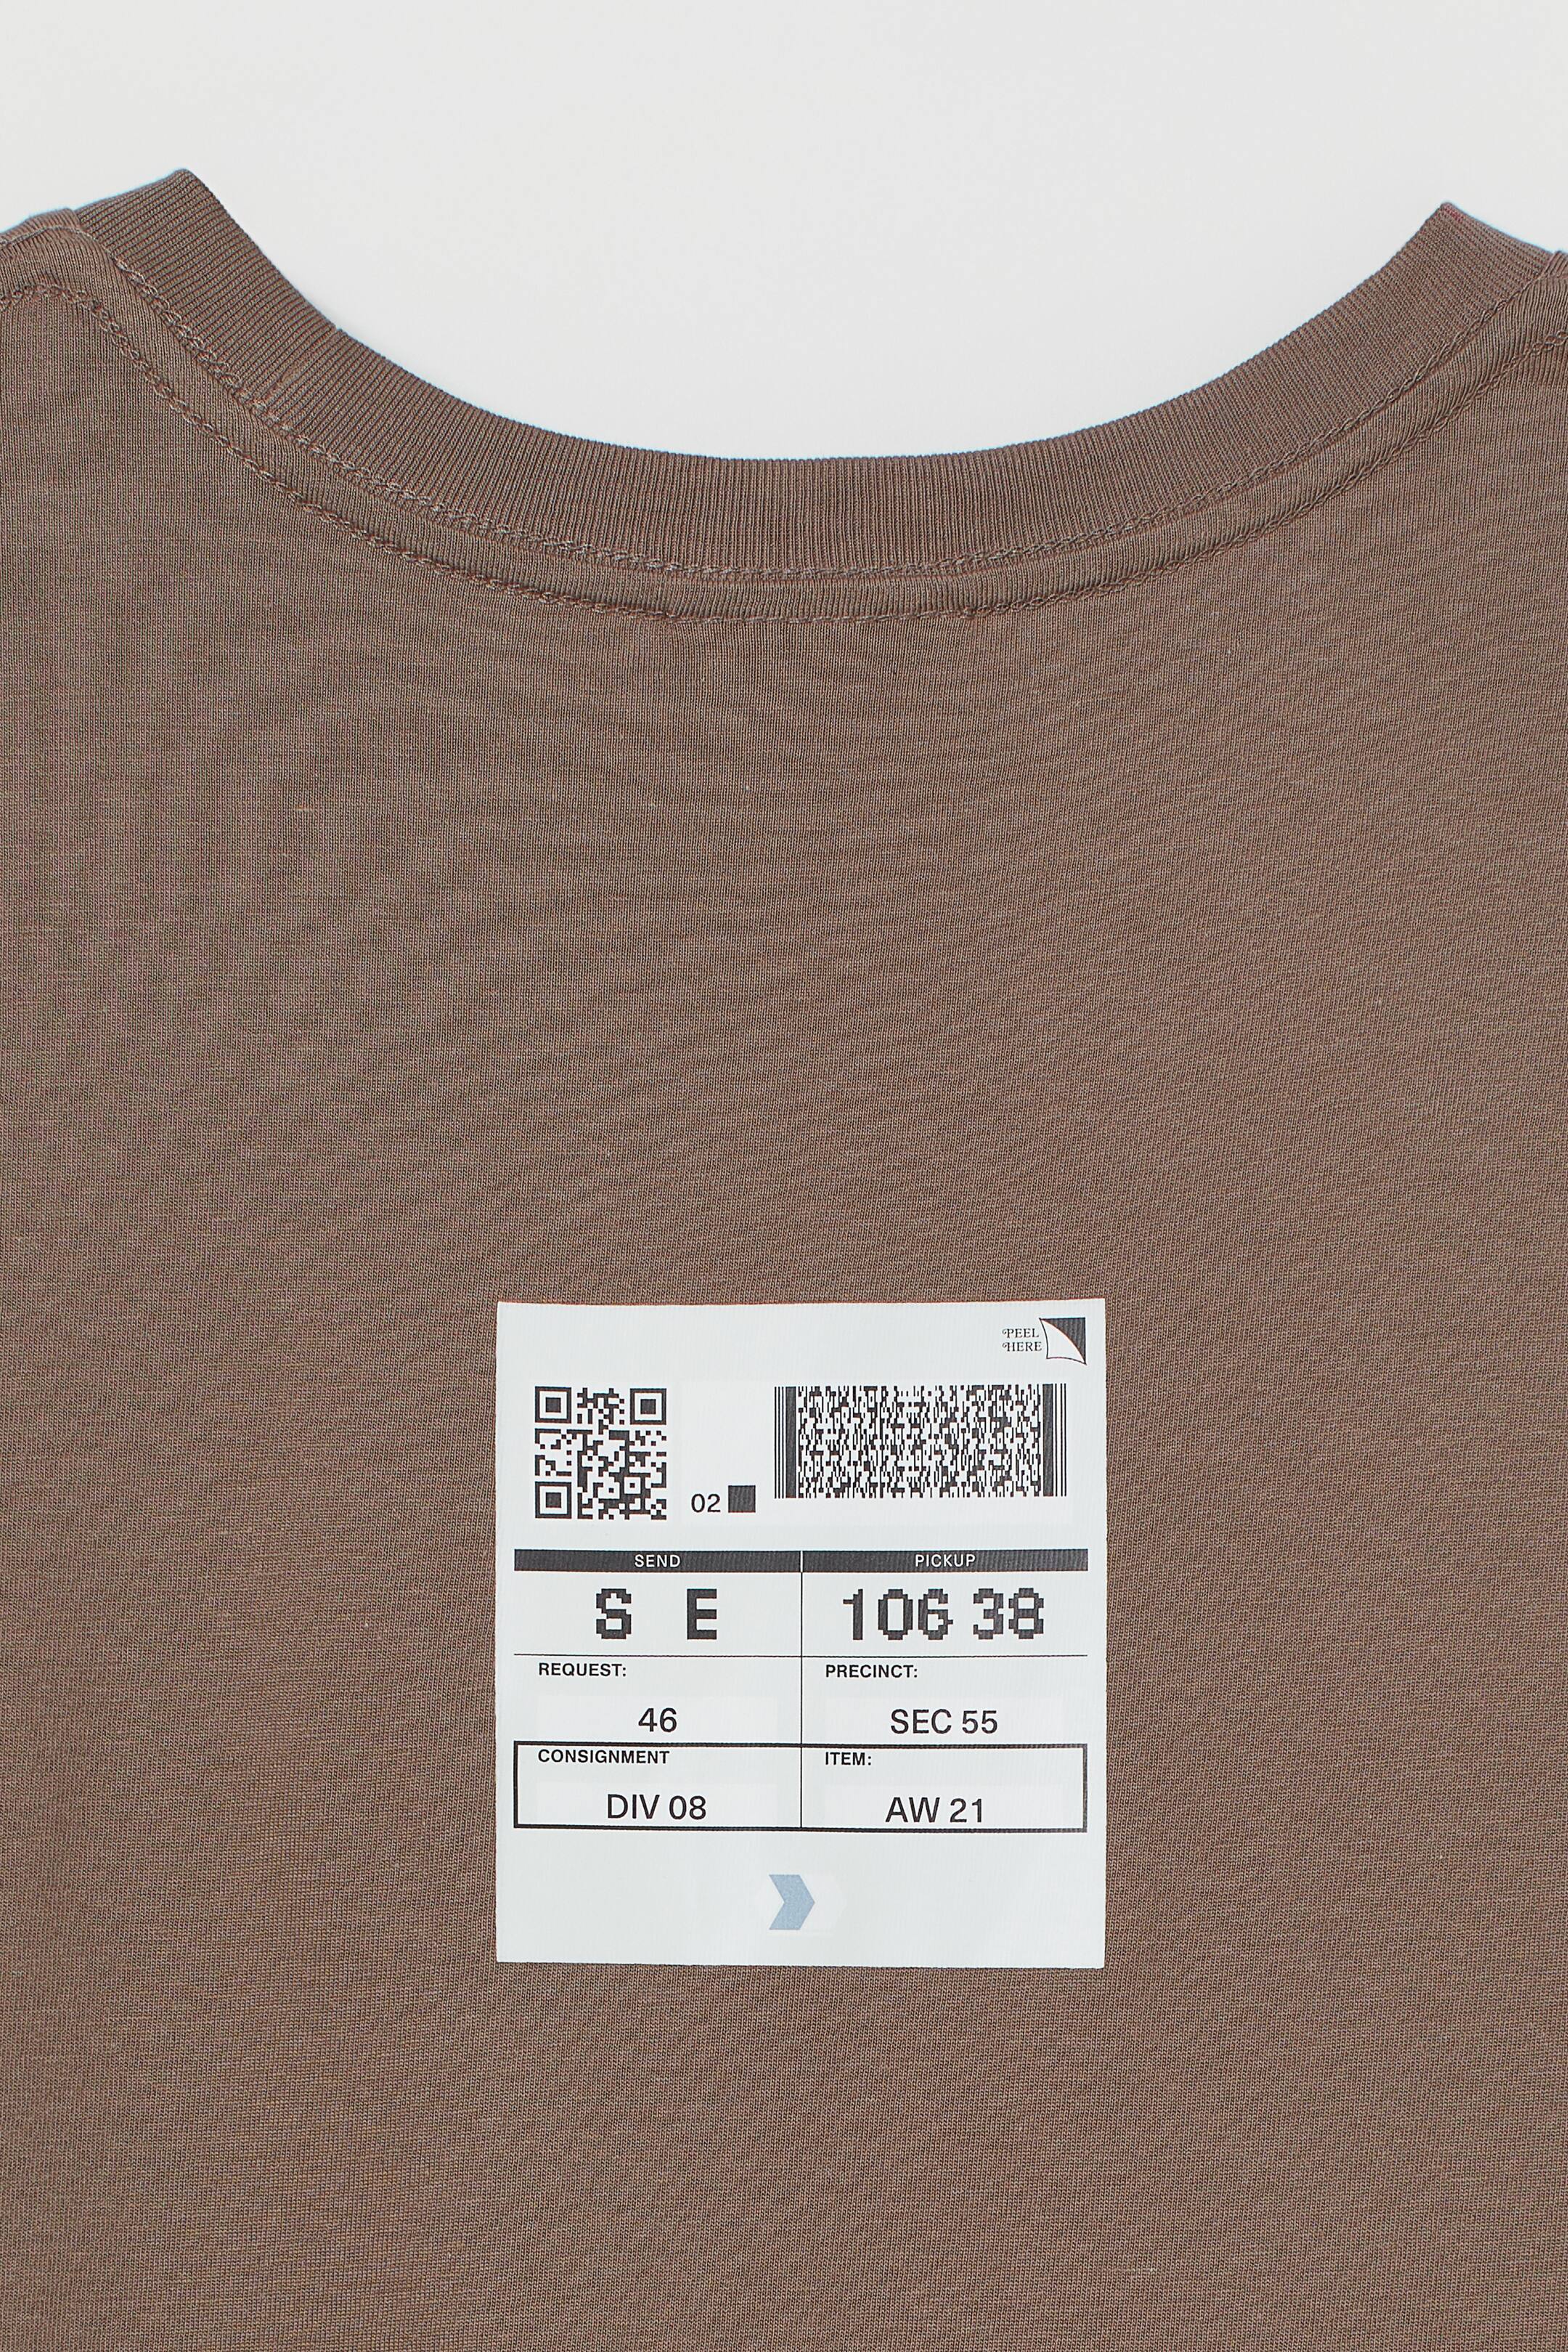 PEEL
HERE
02
SEND PICKUP
S E 106 38
REQUEST: PRECINCT:
46 SEC 55
CONSIGNMENT ITEM:
DIV 08 AW 21